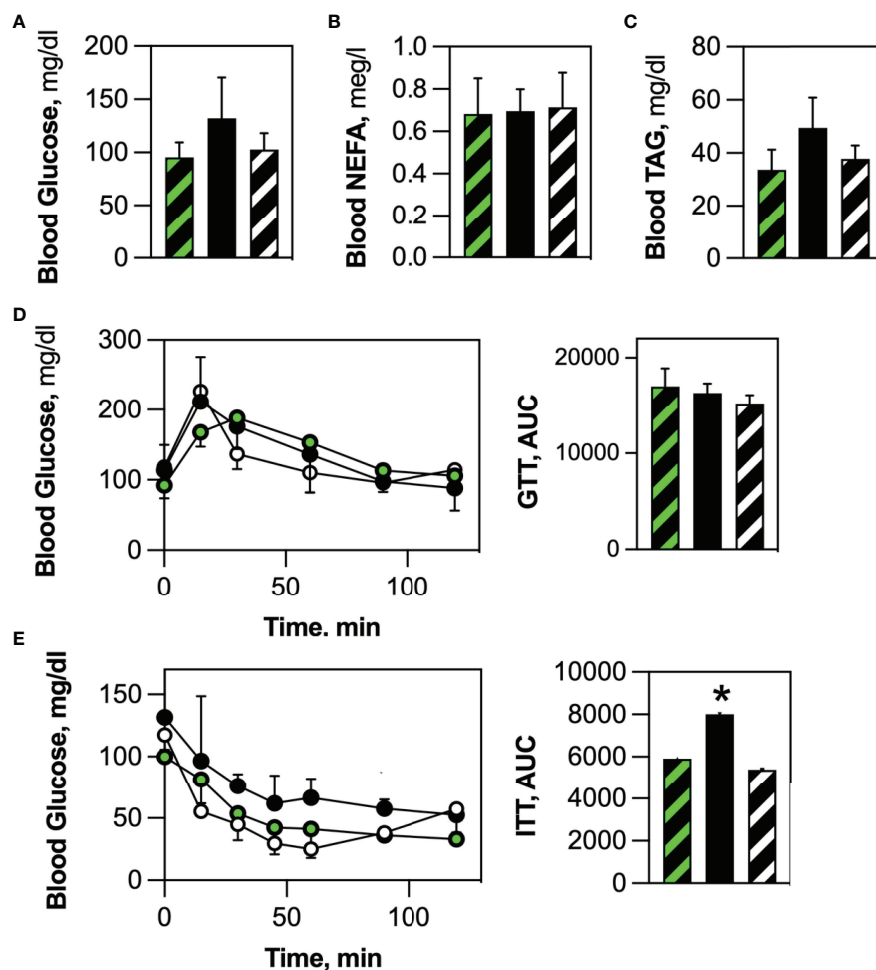 A
Blood Glucose, mg/dl
200
150
100
50
0
B
Blood NEFA, meg/l
1.0
0.8
0.6
0.4
0.2
0.0
C
Blood TAG, mg/dl
80
60
40
20
0
D
Blood Glucose, mg/dl
300
200
100
0
0 50 100
Time. min
GTT, AUC
20000
10000
0
E
Blood Glucose, mg/dl
150
100
50
0
0 50 100
Time, min
ITT, AUC
10000
8000
6000
4000
2000
0
*